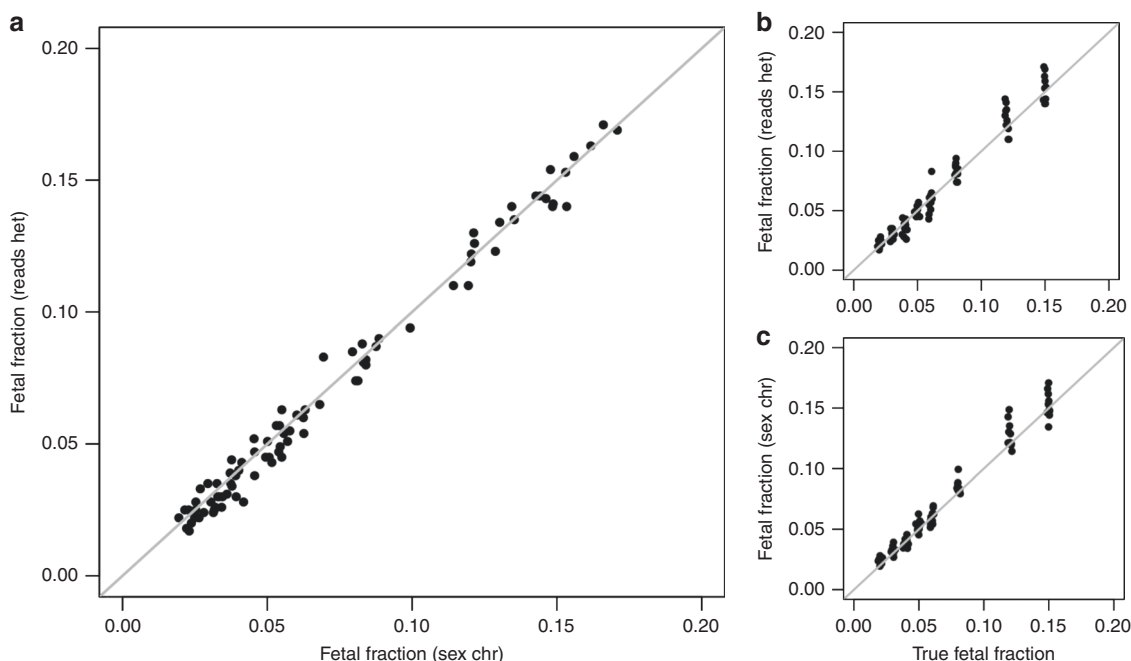 a
0.20
0.15
0.10
0.05
0.00
Fetal fraction (reads het)
0.00 0.05 0.10 0.15 0.20
Fetal fraction (sex chr)
b
0.20
0.15
0.10
0.05
0.00
Fetal fraction (reads het)
0.00 0.05 0.10 0.15 0.20
c
0.20
0.15
0.10
0.05
0.00
Fetal fraction (sex chr)
0.00 0.05 0.10 0.15 0.20
True fetal fraction